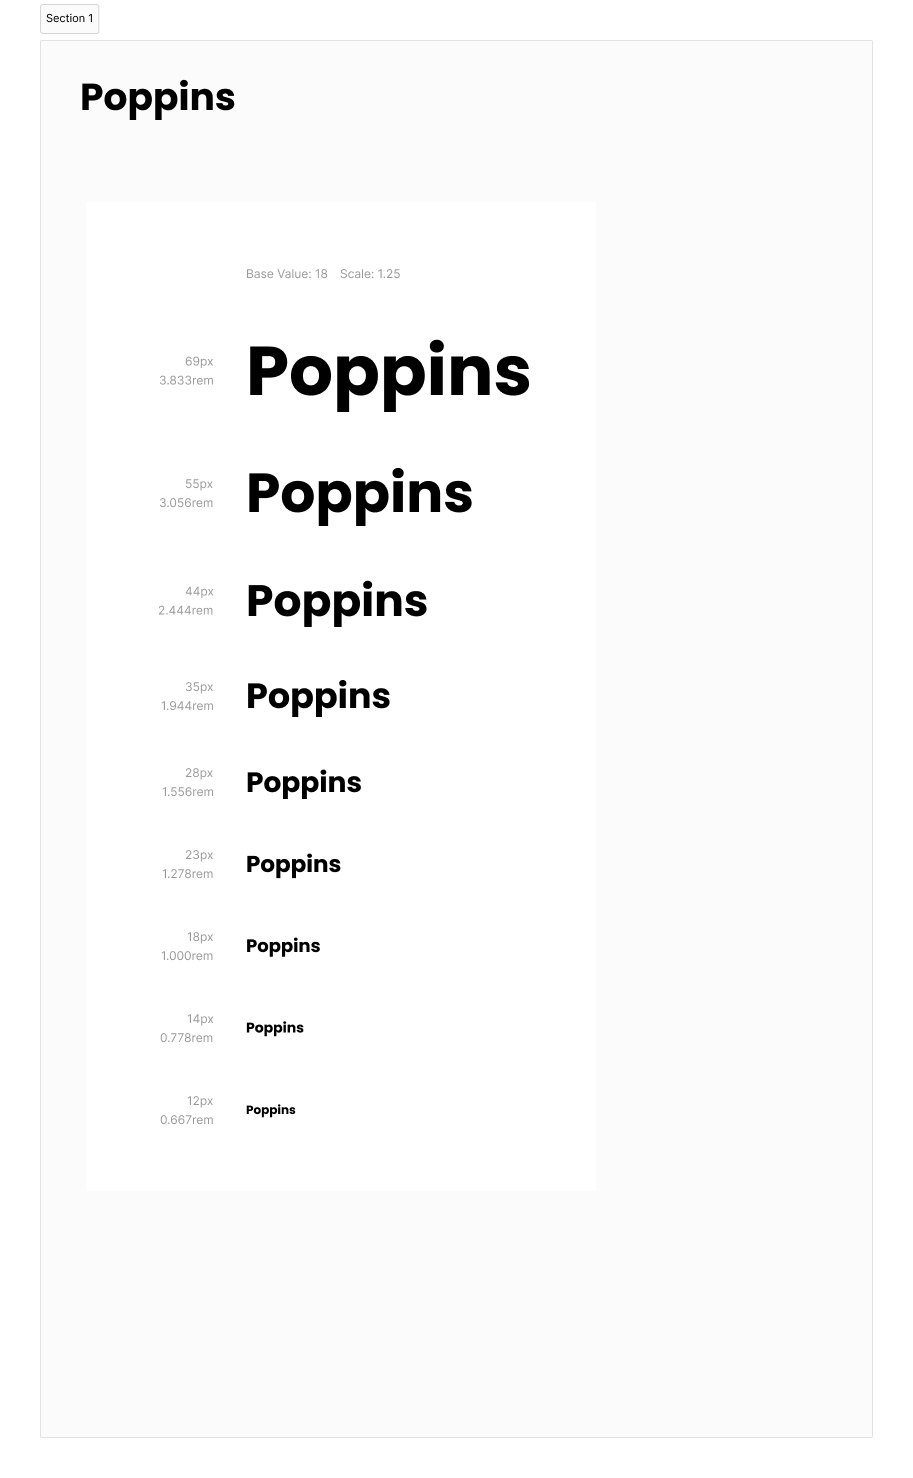 Section 1
Poppins
Base Value: 18 Scale: 1.25
69px
3.833rem
Poppins
55px
3.056rem
Poppins
44px
2.444rem
Poppins
35px
1.944rem
Poppins
28px
1.556rem
Poppins
23px
1.278rem
Poppins
18px
1.000rem
Poppins
14px
0.778rem
Poppins
12px
0.667rem
Poppins